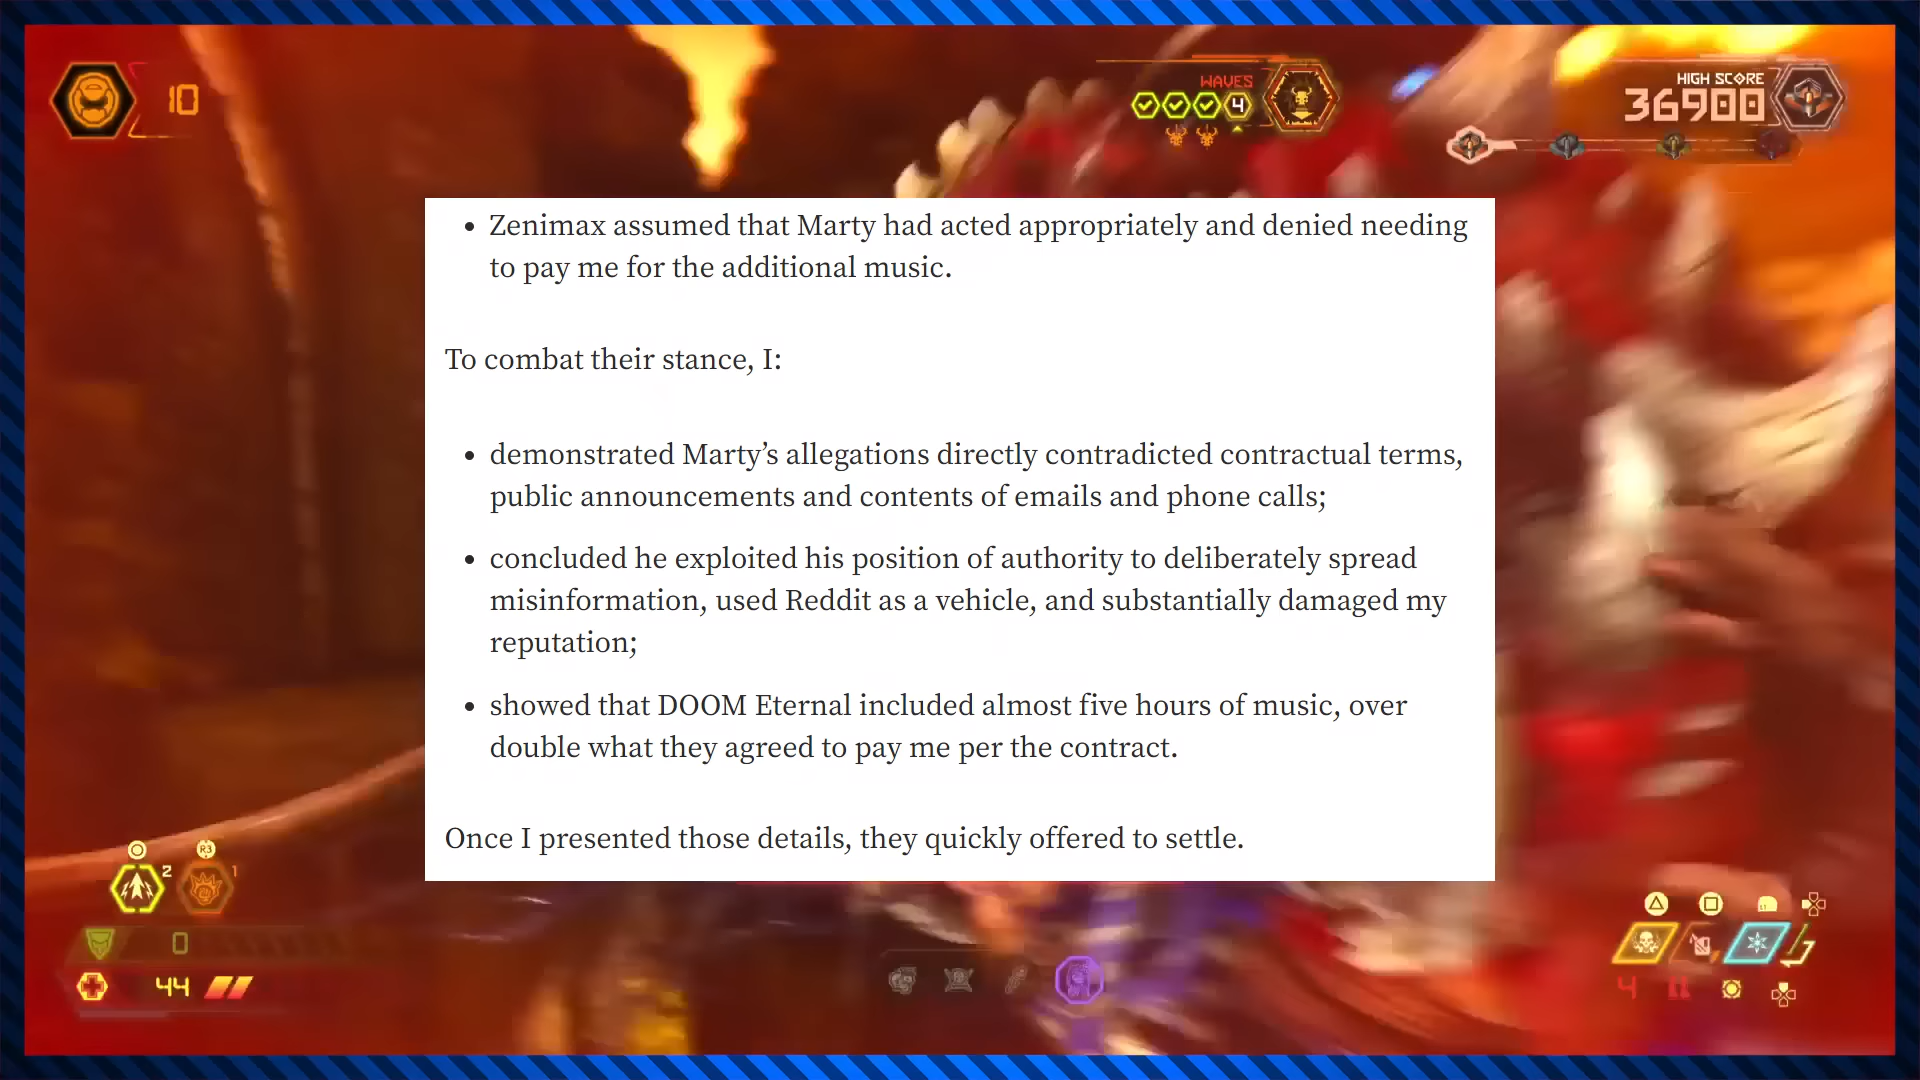 10
WAVES
4
HIGH SCORE
36900
• Zenimax assumed that Marty had acted appropriately and denied needing
to pay me for the additional music.
To combat their stance, I:
• demonstrated Marty’s allegations directly contradicted contractual terms,
public announcements and contents of emails and phone calls;
• concluded he exploited his position of authority to deliberately spread
misinformation, used Reddit as a vehicle, and substantially damaged my
reputation;
• showed that DOOM Eternal included almost five hours of music, over
double what they agreed to pay me per the contract.
Once I presented those details, they quickly offered to settle.
R3
2
1
0
44
4